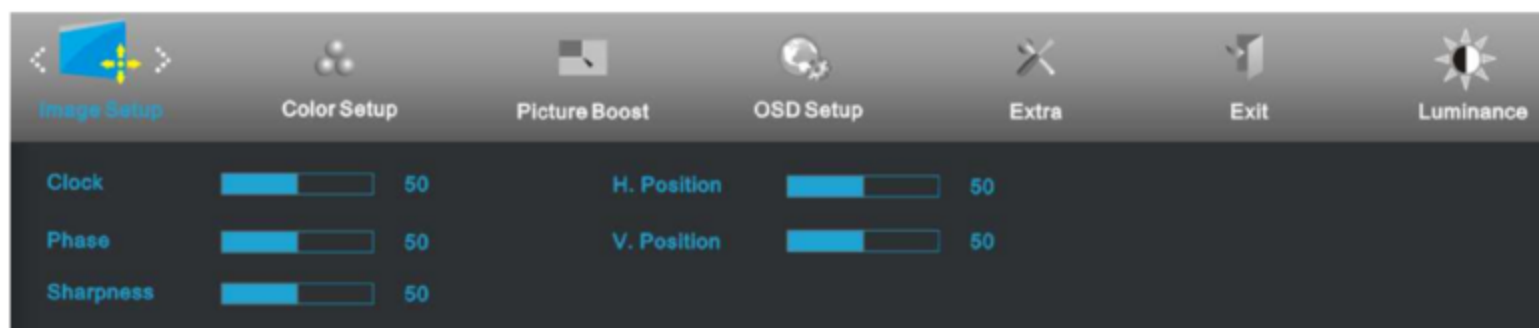 Image Setup Color Setup Picture Boost OSD Setup Extra Exit Luminance
Clock 50 H. Position 50
Phase 50 V. Position 50
Sharpness 50